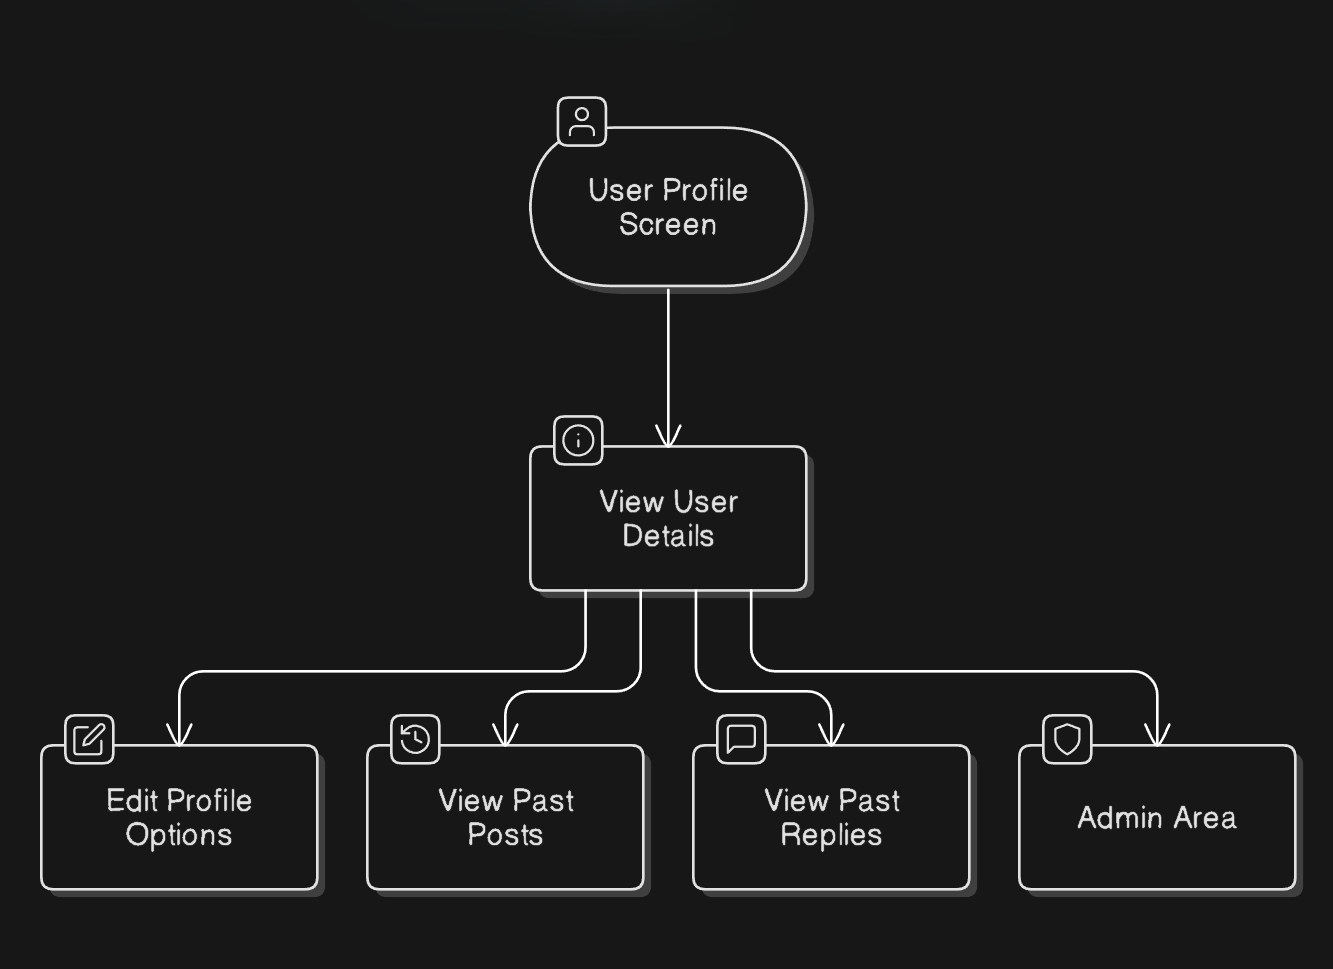 User Profile
Screen
View User
Details
Edit Profile
Options
View Past
Posts
View Past
Replies
Admin Area